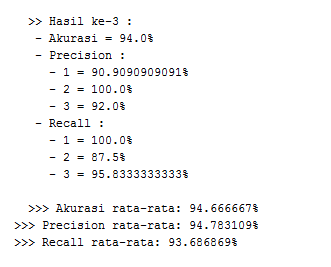 >> Hasil ke-3 :
- Akurasi = 94.0%
- Precision :
- 1 = 90.9090909091%
- 2 = 100.0%
- 3 = 92.0%
- Recall :
- 1 = 100.0%
- 2 = 87.5%
- 3 = 95.8333333333%
>>> Akurasi rata-rata: 94.666667%
>>> Precision rata-rata: 94.783109%
>>> Recall rata-rata: 93.686869%